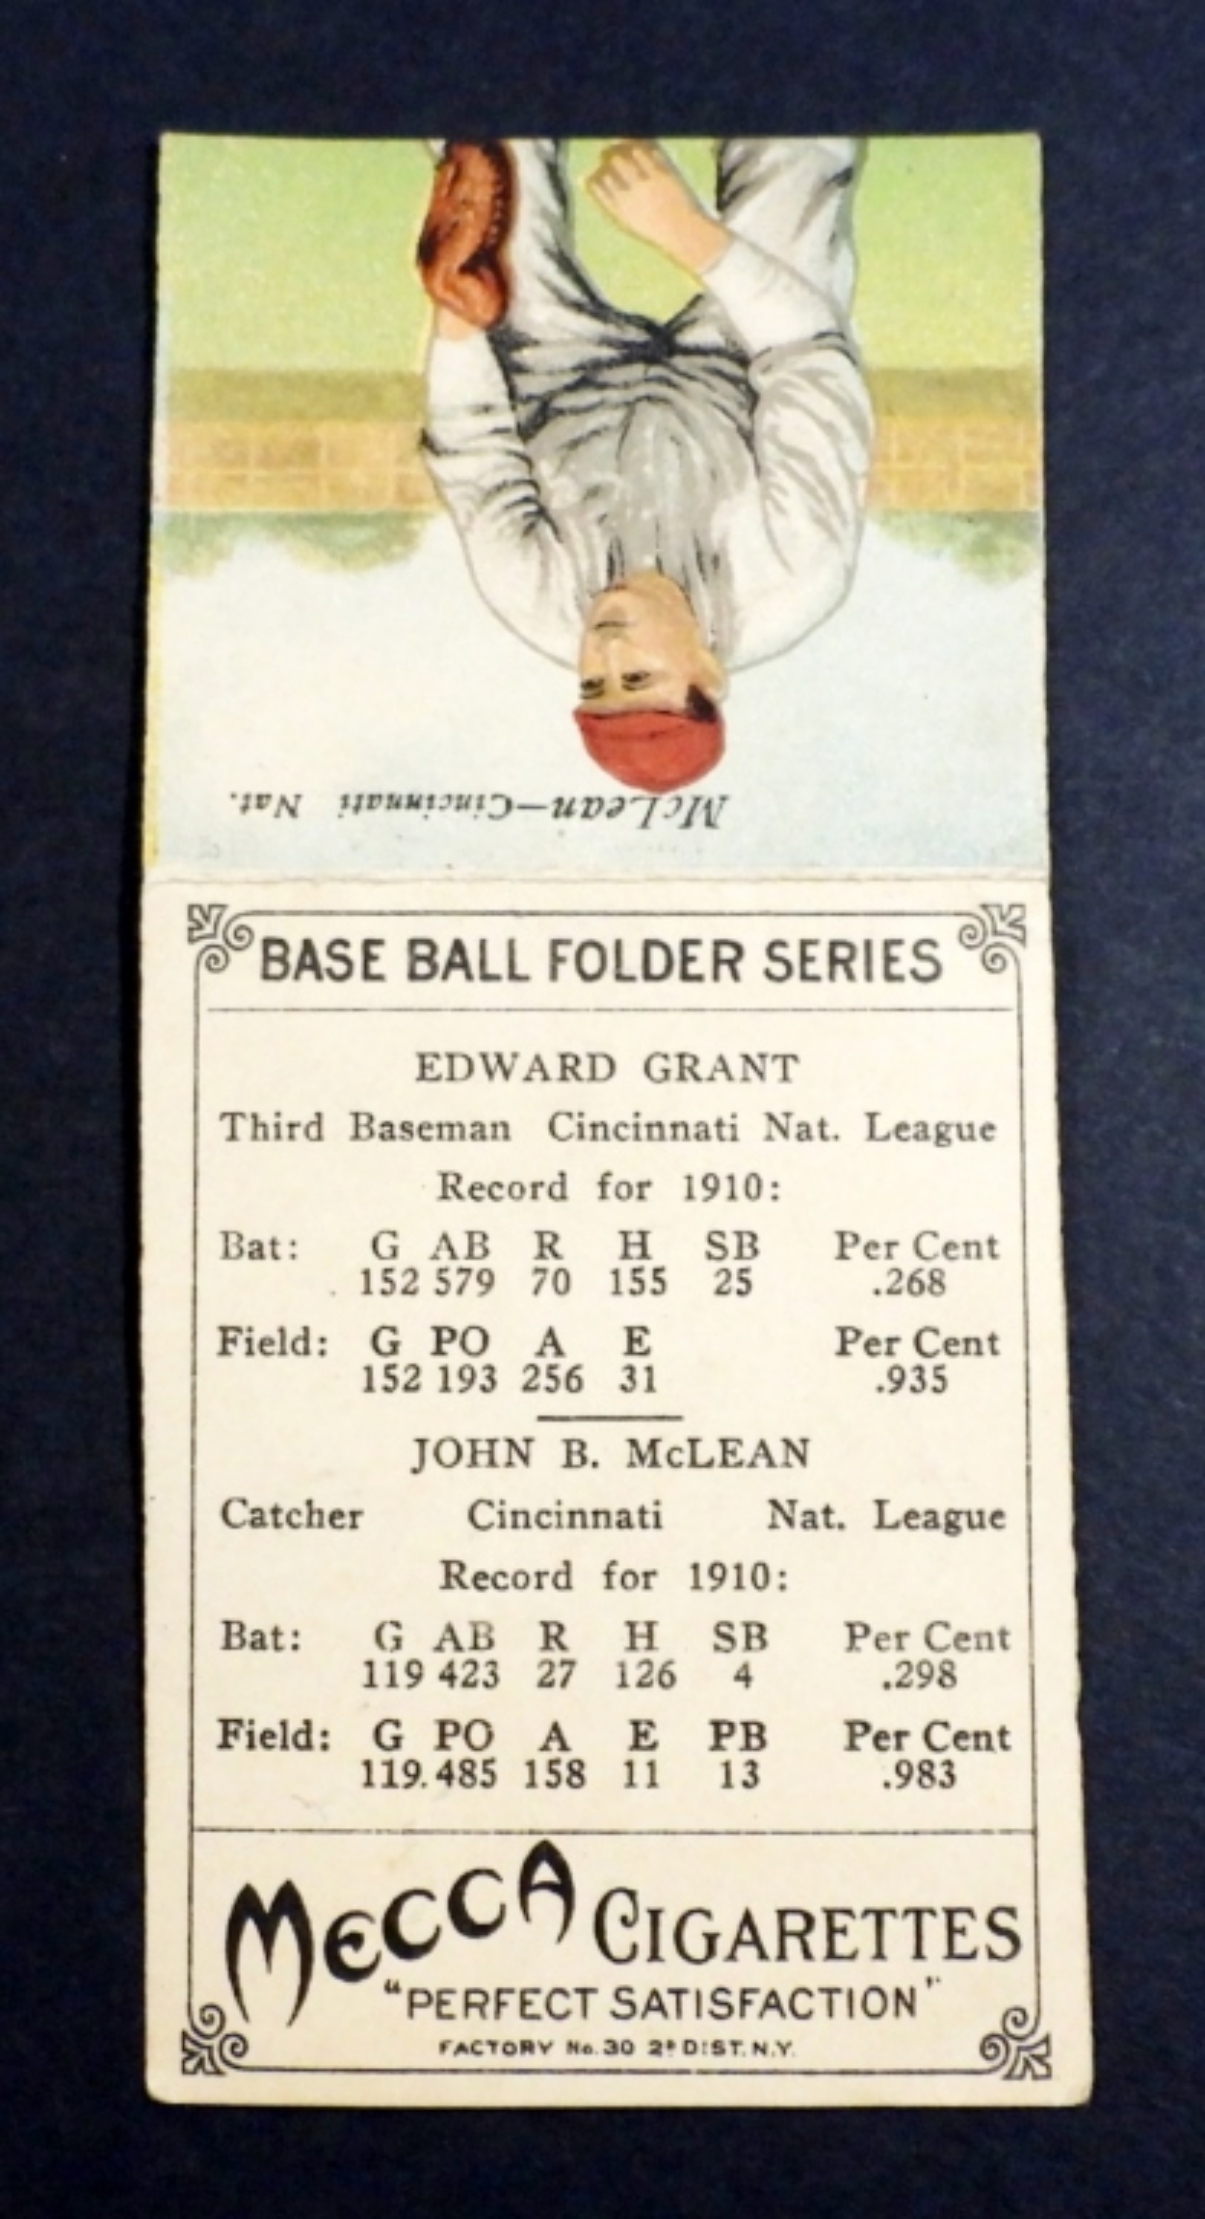 McLean—Cincinnati Nat.
BASE BALL FOLDER SERIES
EDWARD GRANT
Third Baseman Cincinnati Nat. League
Record for 1910:
Bat: G AB R H SB Per Cent
152 579 70 155 25 .268
Field: G PO A E Per Cent
152 193 256 31 .935
JOHN B. McLEAN
Catcher Cincinnati Nat. League
Record for 1910:
Bat: G AB R H SB Per Cent
119 423 27 126 4 .298
Field: G PO A E PB Per Cent
119. 485 158 11 13 .983
MECCA CIGARETTES
"PERFECT SATISFACTION"
FACTORY No. 30 2D DIST. N.Y.